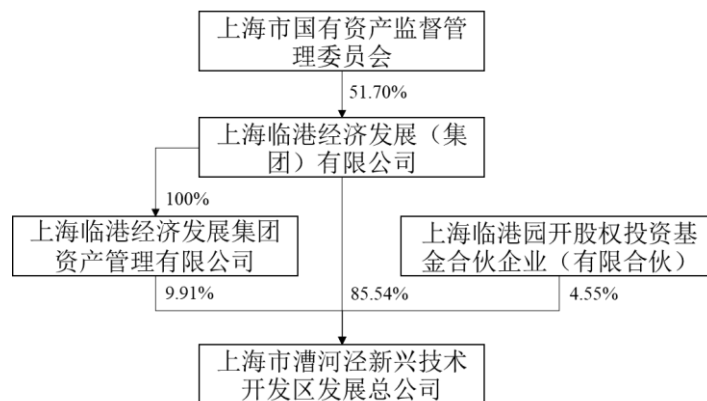 上海市国有资产监督管
理委员会
51.70%
上海临港经济发展（集
团）有限公司
100%
上海临港经济发展集团
资产管理有限公司
上海临港园开股权投资基
金合伙企业（有限合伙）
9.91%
85.54%
4.55%
上海市漕河泾新兴技术
开发区发展总公司